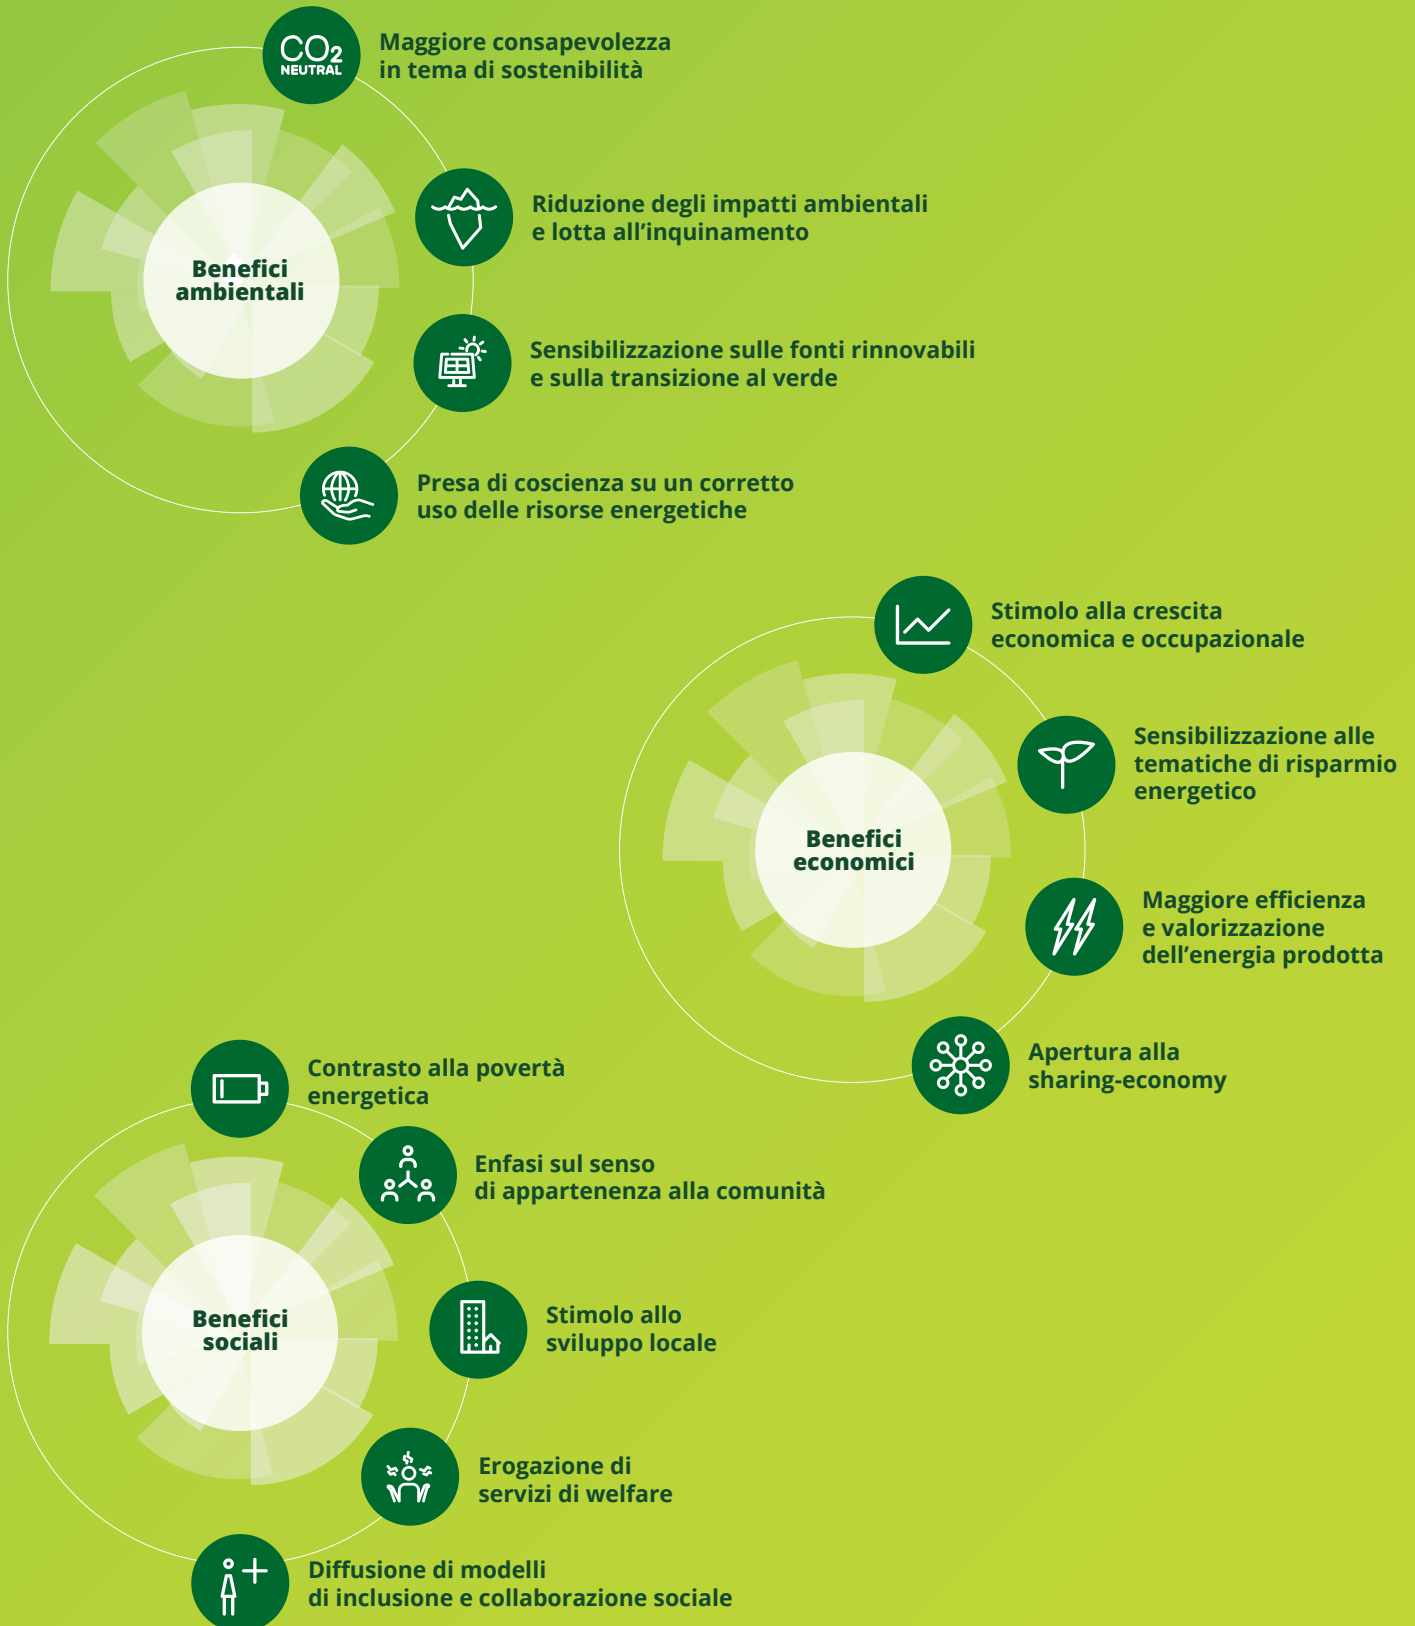 CO2
NEUTRAL
Maggiore consapevolezza
in tema di sostenibilità
Riduzione degli impatti ambientali
e lotta all’inquinamento
Benefici
ambientali
Sensibilizzazione sulle fonti rinnovabili
e sulla transizione al verde
Presa di coscienza su un corretto
uso delle risorse energetiche
Stimolo alla crescita
economica e occupazionale
Sensibilizzazione alle
tematiche di risparmio
energetico
Benefici
economici
Maggiore efficienza
e valorizzazione
dell’energia prodotta
Apertura alla
sharing-economy
Contrasto alla povertà
energetica
Enfasi sul senso
di appartenenza alla comunità
Benefici
sociali
Stimolo allo
sviluppo locale
Erogazione di
servizi di welfare
Diffusione di modelli
di inclusione e collaborazione sociale